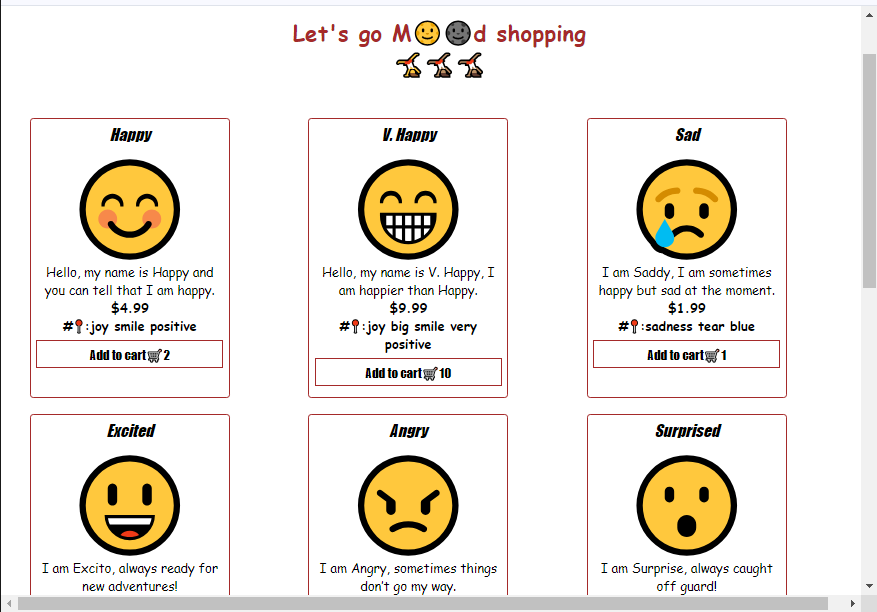 Let's go M🙂🌚d shopping
Happy
Hello, my name is Happy and
you can tell that I am happy.
$4.99
#📍:joy smile positive
Add to cart🛒2
V. Happy
Hello, my name is V. Happy, I
am happier than Happy.
$9.99
#📍:joy big smile very
positive
Add to cart🛒10
Sad
I am Saddy, I am sometimes
happy but sad at the moment.
$1.99
#📍:sadness tear blue
Add to cart🛒1
Excited
I am Excito, always ready for
new adventures!
Angry
I am Angry, sometimes things
don't go my way.
Surprised
I am Surprise, always caught
off guard!